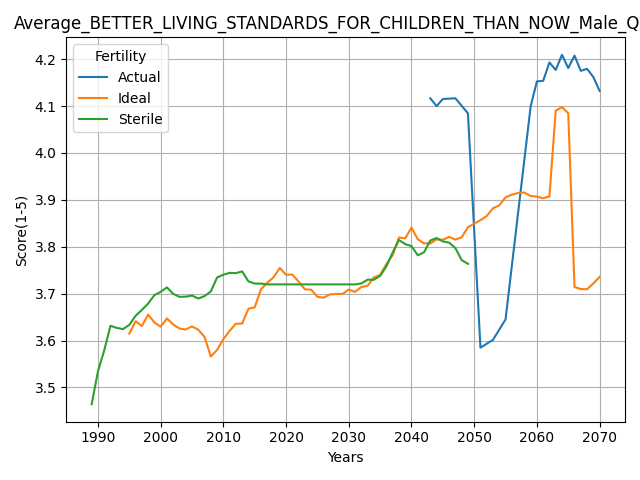 Average_BETTER_LIVING_STANDARDS_FOR_CHILDREN_THAN_NOW_Male_Q
Fertility
Actual
Ideal
Sterile
Score(1-5)
4.2
4.1
4.0
3.9
3.8
3.7
3.6
3.5
1990 2000 2010 2020 2030 2040 2050 2060 2070
Years